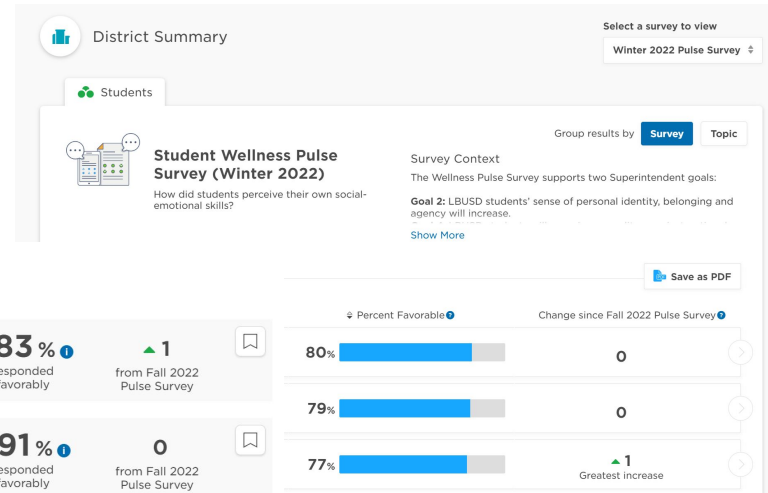 Select a survey to view
District Summary
Winter 2022 Pulse Survey
Students
Group results by Survey Topic
Student Wellness Pulse
Survey (Winter 2022)
How did students perceive their own social-
emotional skills?
Survey Context
The Wellness Pulse Survey supports two Superintendent goals:
Goal 2: LBUSD students' sense of personal identity, belonging and
agency will increase.
Show More
Save as PDF
Percent Favorable
Change since Fall 2022 Pulse Survey
83%
esponded
favorably
1
from Fall 2022
Pulse Survey
91%
esponded
favorably
0
from Fall 2022
Pulse Survey
80%
0
79%
0
77%
1
Greatest increase